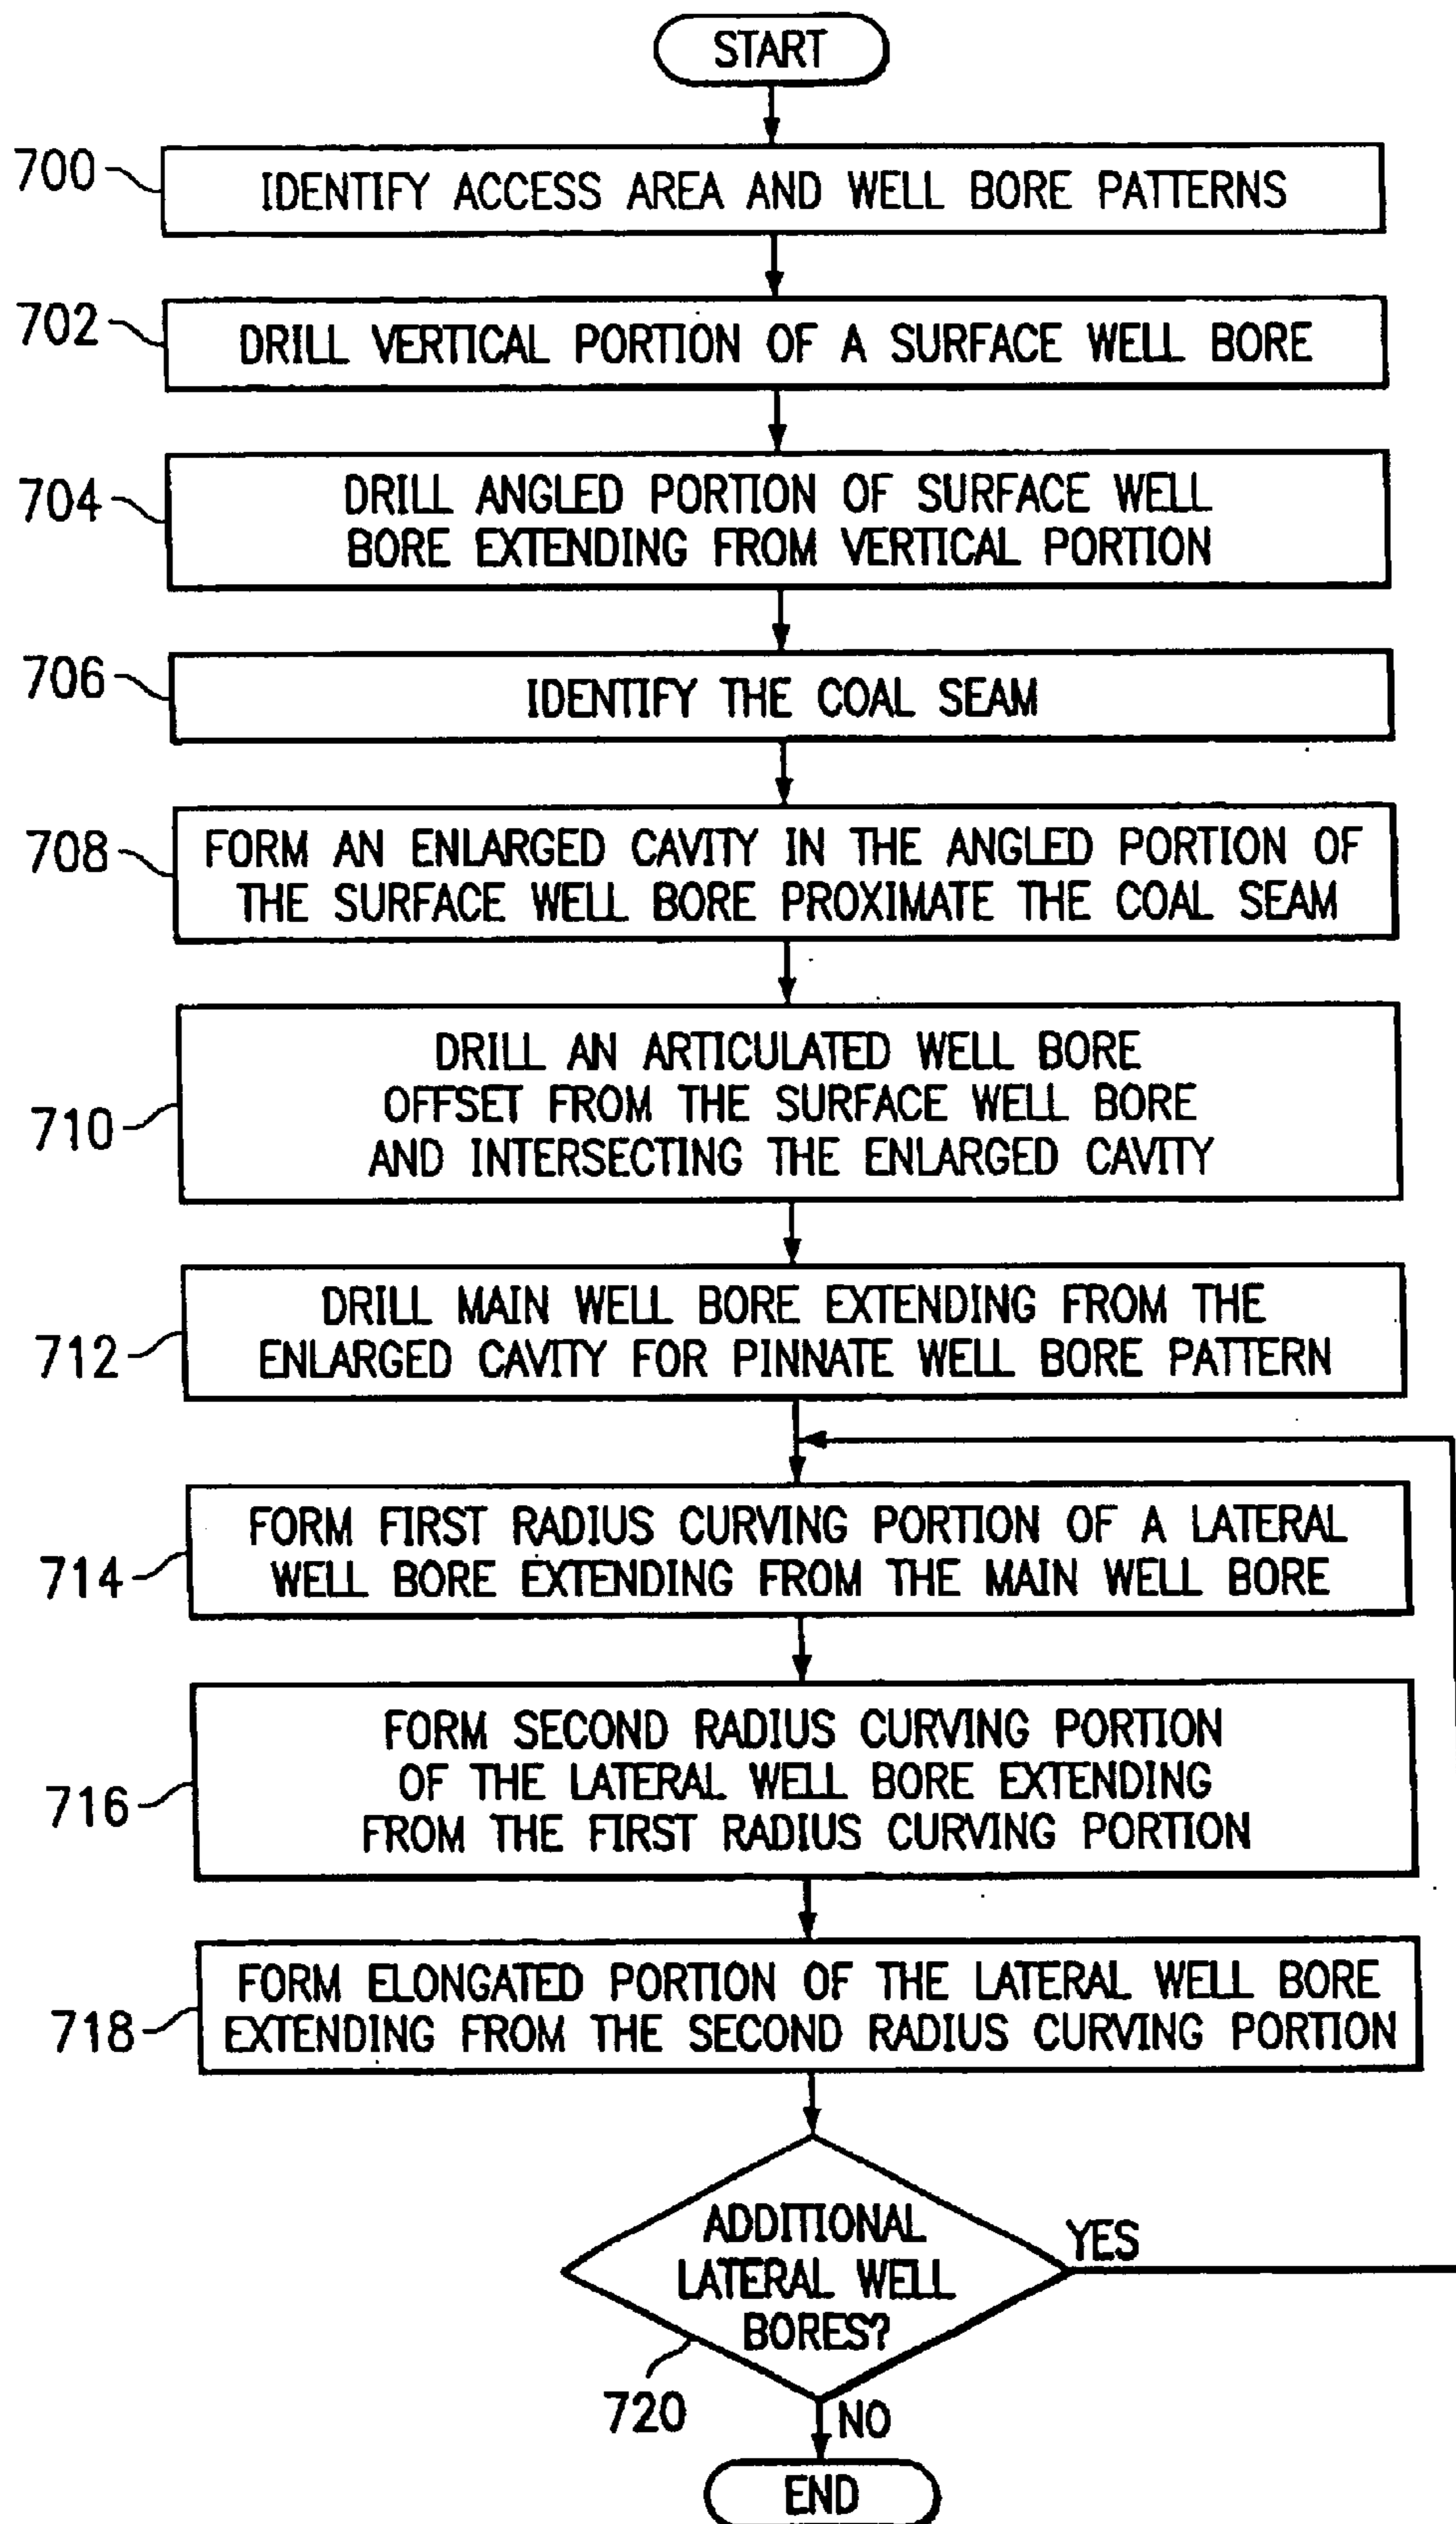 START
700
IDENTIFY ACCESS AREA AND WELL BORE PATTERNS
702
DRILL VERTICAL PORTION OF A SURFACE WELL BORE
704
DRILL ANGLED PORTION OF SURFACE WELL
BORE EXTENDING FROM VERTICAL PORTION
706
IDENTIFY THE COAL SEAM
708
FORM AN ENLARGED CAVITY IN THE ANGLED PORTION OF
THE SURFACE WELL BORE PROXIMATE THE COAL SEAM
710
DRILL AN ARTICULATED WELL BORE
OFFSET FROM THE SURFACE WELL BORE
AND INTERSECTING THE ENLARGED CAVITY
712
DRILL MAIN WELL BORE EXTENDING FROM THE
ENLARGED CAVITY FOR PINNATE WELL BORE PATTERN
714
FORM FIRST RADIUS CURVING PORTION OF A LATERAL
WELL BORE EXTENDING FROM THE MAIN WELL BORE
716
FORM SECOND RADIUS CURVING PORTION
OF THE LATERAL WELL BORE EXTENDING
FROM THE FIRST RADIUS CURVING PORTION
718
FORM ELONGATED PORTION OF THE LATERAL WELL BORE
EXTENDING FROM THE SECOND RADIUS CURVING PORTION
ADDITIONAL
LATERAL WELL
BORES?
YES
720
NO
END